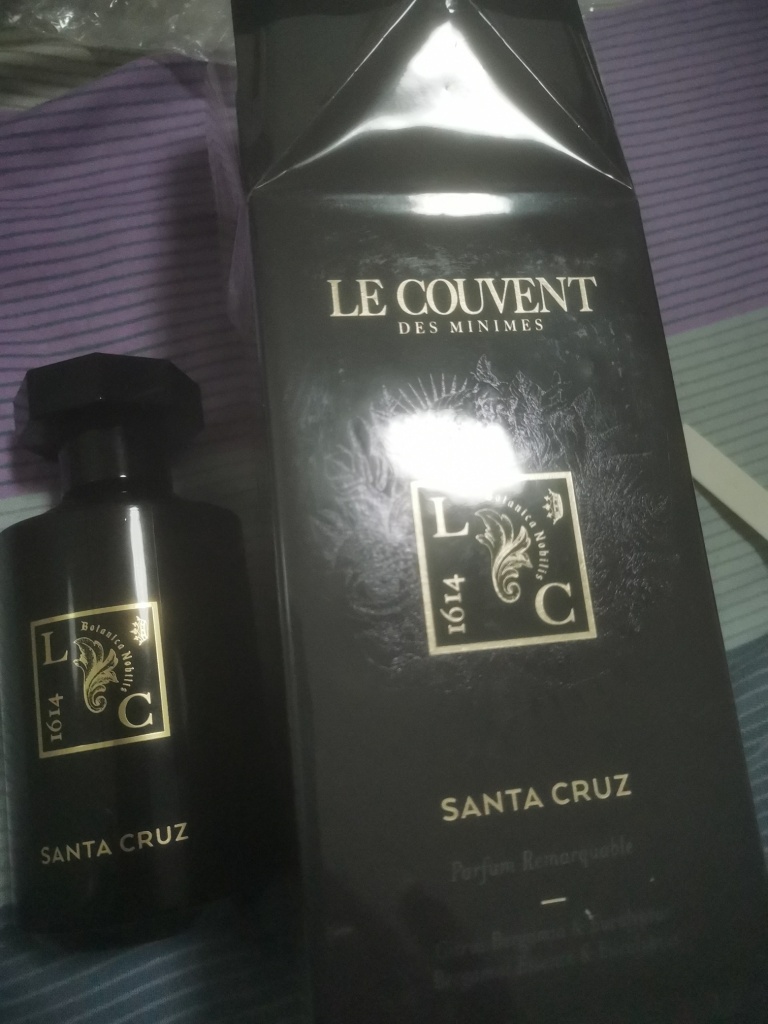 LE COUVENT
DES MINIMES
L
Botanica Nobilis
1614
C
SANTA CRUZ
Parfum Remarquable
L
Botanica Nobilis
1614
C
SANTA CRUZ